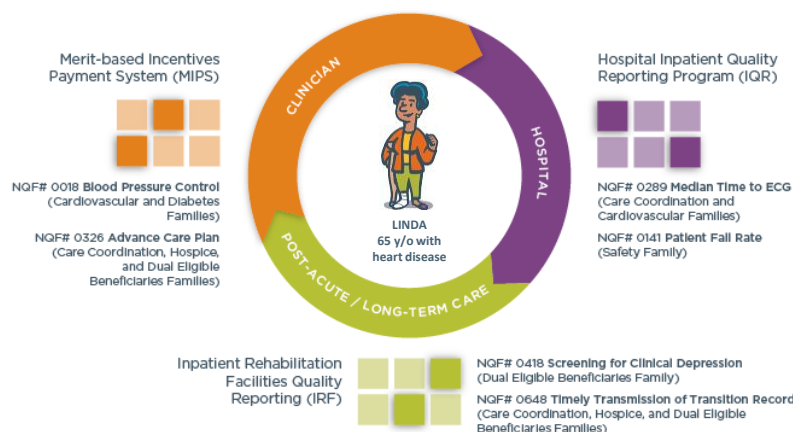 Merit-based Incentives
Payment System (MIPS)
NQF# 0018 Blood Pressure Control
(Cardiovascular and Diabetes
Families)
NQF# 0326 Advance Care Plan
(Care Coordination, Hospice,
and Dual Eligible
Beneficiaries Families)
CLINICIAN
HOSPITAL
POST-ACUTE / LONG-TERM CARE
LINDA
65 y/o with
heart disease
Hospital Inpatient Quality
Reporting Program (IQR)
NQF# 0289 Median Time to ECG
(Care Coordination and
Cardiovascular Families)
NQF# 0141 Patient Fall Rate
(Safety Family)
Inpatient Rehabilitation
Facilities Quality
Reporting (IRF)
NQF# 0418 Screening for Clinical Depression
(Dual Eligible Beneficiaries Family)
NQF# 0648 Timely Transmission of Transition Record
(Care Coordination, Hospice, and Dual Eligible
Beneficiaries Families)